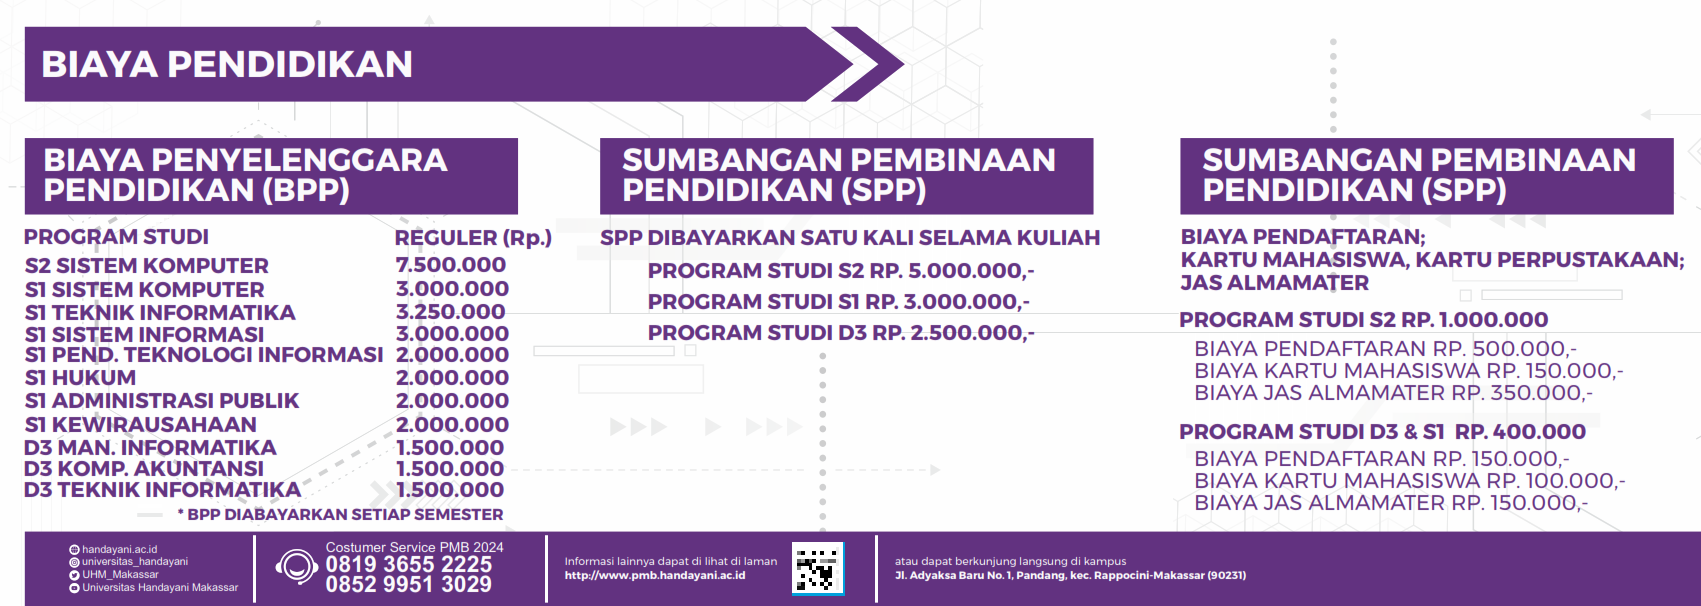 BIAYA PENDIDIKAN
BIAYA PENYELENGGARA
PENDIDIKAN (BPP)
PROGRAM STUDI REGULER (Rp.)
S2 SISTEM KOMPUTER 7.500.000
S1 SISTEM KOMPUTER 3.000.000
S1 TEKNIK INFORMATIKA 3.250.000
S1 SISTEM INFORMASI 3.000.000
S1 PEND. TEKNOLOGI INFORMASI 2.000.000
S1 HUKUM 2.000.000
S1 ADMINISTRASI PUBLIK 2.000.000
S1 KEWIRAUSAHAAN 2.000.000
D3 MAN. INFORMATIKA 1.500.000
D3 KOMP. AKUNTANSI 1.500.000
D3 TEKNIK INFORMATIKA 1.500.000
* BPP DIABAYARKAN SETIAP SEMESTER
SUMBANGAN PEMBINAAN
PENDIDIKAN (SPP)
SPP DIBAYARKAN SATU KALI SELAMA KULIAH
PROGRAM STUDI S2 RP. 5.000.000,-
PROGRAM STUDI S1 RP. 3.000.000,-
PROGRAM STUDI D3 RP. 2.500.000,-
SUMBANGAN PEMBINAAN
PENDIDIKAN (SPP)
BIAYA PENDAFTARAN;
KARTU MAHASISWA, KARTU PERPUSTAKAAN;
JAS ALMAMATER
PROGRAM STUDI S2 RP. 1.000.000
BIAYA PENDAFTARAN RP. 500.000,-
BIAYA KARTU MAHASISWA RP. 150.000,-
BIAYA JAS ALMAMATER RP. 350.000,-
PROGRAM STUDI D3 & S1 RP. 400.000
BIAYA PENDAFTARAN RP. 150.000,-
BIAYA KARTU MAHASISWA RP. 100.000,-
BIAYA JAS ALMAMATER RP. 150.000,-
handayani.ac.id
universitas_handayani
UHM_Makassar
Universitas Handayani Makassar
Costumer Service PMB 2024
0819 3655 2225
0852 9951 3029
Informasi lainnya dapat di lihat di laman
http://www.pmb.handayani.ac.id
atau dapat berkunjung langsung di kampus
Jl. Adyaksa Baru No. 1, Pandang, kec. Rappocini-Makassar (90231)